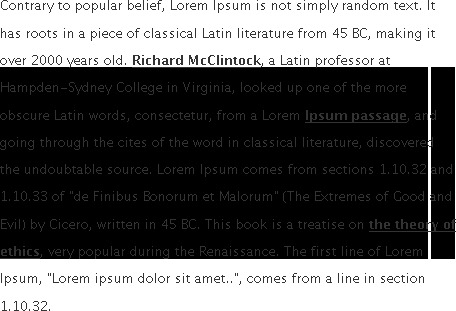 Contrary to popular belief, Lorem Ipsum is not simply random text. It
has roots in a piece of classical Latin literature from 45 BC, making it
over 2000 years old. Richard McClintock, a Latin professor at
Hampden-Sydney College in Virginia, looked up one of the more
obscure Latin words, consectetur, from a Lorem Ipsum passage, and
going through the cites of the word in classical literature, discovered
the undoubtable source. Lorem Ipsum comes from sections 1.10.32 and
1.10.33 of "de Finibus Bonorum et Malorum" (The Extremes of Good and
Evil) by Cicero, written in 45 BC. This book is a treatise on the theory of
ethics, very popular during the Renaissance. The first line of Lorem
Ipsum, "Lorem ipsum dolor sit amet..", comes from a line in section
1.10.32.